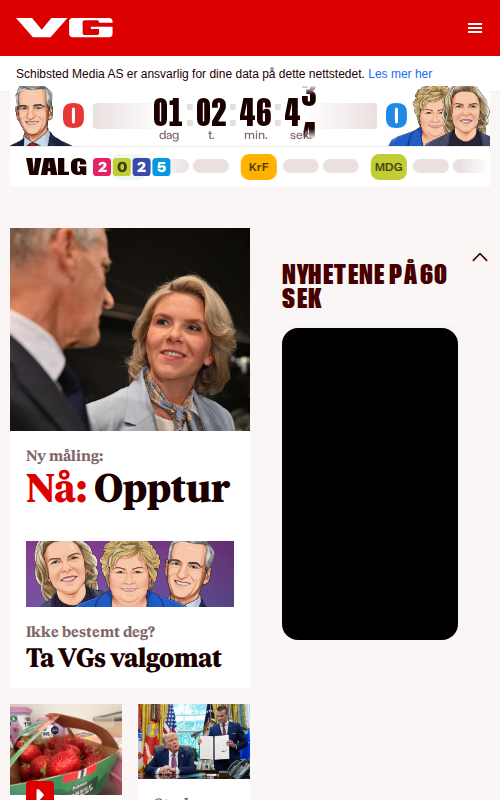 VG
Schibsted Media AS er ansvarlig for dine data på dette nettstedet. Les mer her
0 01 : 02 : 46 : 4 0
dag t. min. sek.
VALG 2025 KrF MDG
NYHETENE PÅ 60
SEK
Ny måling:
Nå: Opptur
Ikke bestemt deg?
Ta VGs valgomat